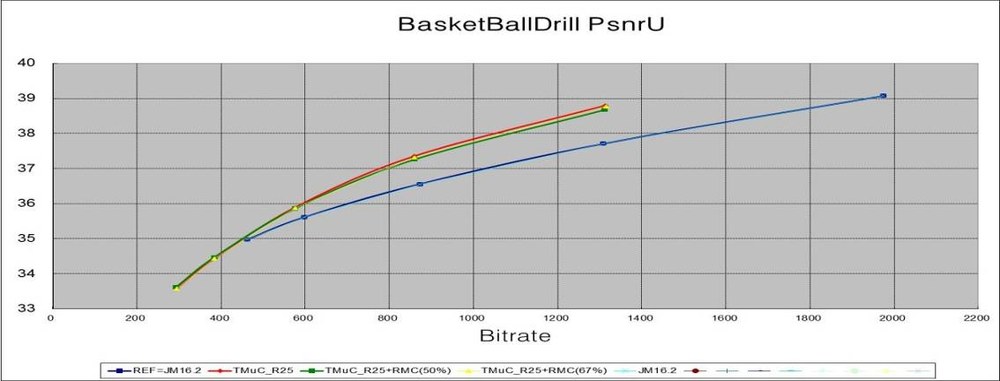 BasketBallDrill PsnrU
40
39
38
37
36
35
34
33
0 200 400 600 800 1000 1200 1400 1600 1800 2000 2200
Bitrate
REF=JM16.2 TMuC_R25 TMuC_R25+RMC(50%) TMuC_R25+RMC(67%) JM16.2